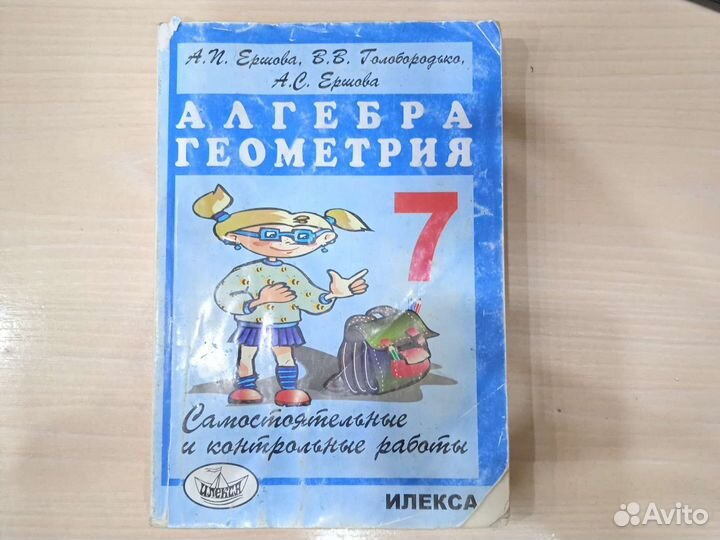 А.П. Ершова, В.В. Голобородько,
А.С. Ершова
АЛГЕБРА
ГЕОМЕТРИЯ
7
Самостоятельные
и контрольные работы
ИЛЕКСА
ИЛЕКСА
Avito